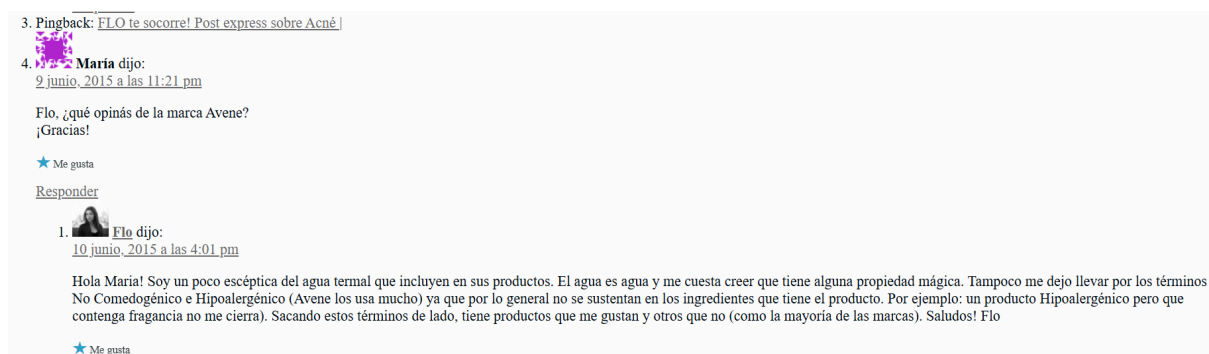 3. Pingback: FLO te socorre! Post express sobre Acné |
4. María dijo:
9 junio, 2015 a las 11:21 pm
Flo, ¿qué opinás de la marca Avene?
¡Gracias!
Me gusta
Responder
1. Flo dijo:
10 junio, 2015 a las 4:01 pm
Hola Maria! Soy un poco escéptica del agua termal que incluyen en sus productos. El agua es agua y me cuesta creer que tiene alguna propiedad mágica. Tampoco me dejo llevar por los términos
No Comedogénico e Hipoalergénico (Avene los usa mucho) ya que por lo general no se sustentan en los ingredientes que tiene el producto. Por ejemplo: un producto Hipoalergénico pero que
contenga fragancia no me cierra). Sacando estos términos de lado, tiene productos que me gustan y otros que no (como la mayoría de las marcas). Saludos! Flo
Me gusta